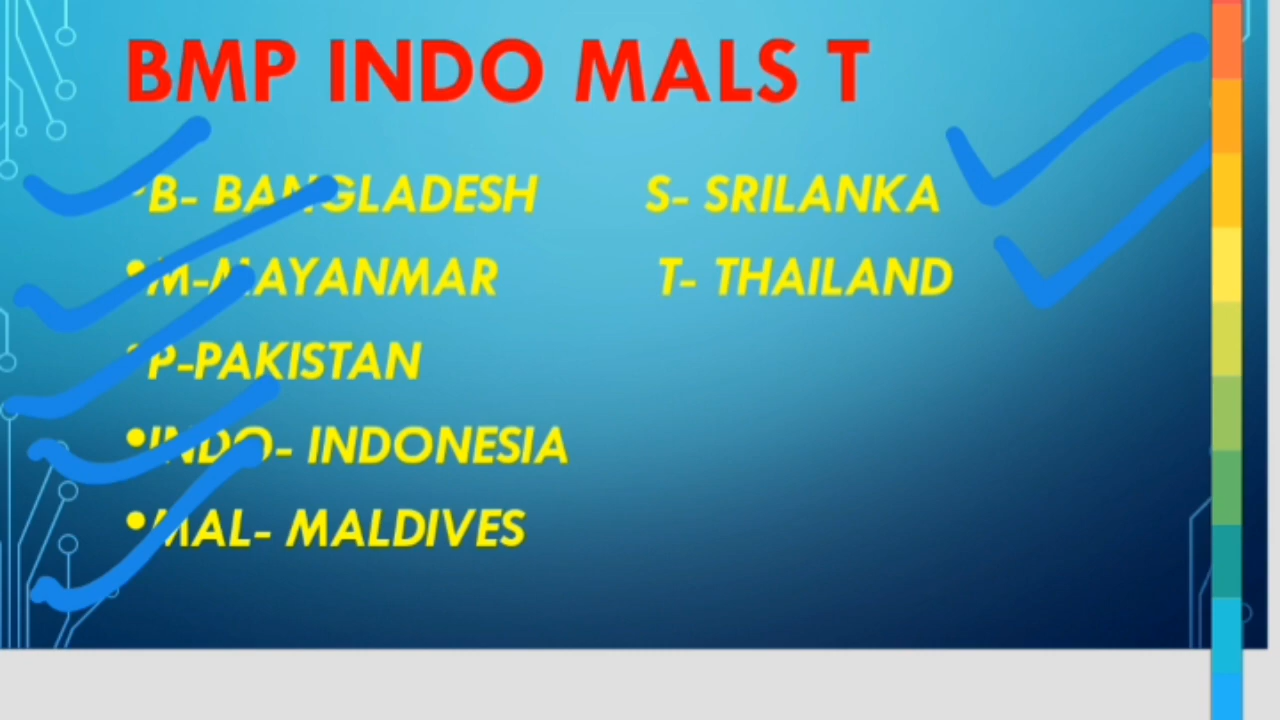 BMP INDO MALS T
•B- BANGLADESH S- SRILANKA
•M-MAYANMAR T- THAILAND
•P-PAKISTAN
•INDO- INDONESIA
•MAL- MALDIVES